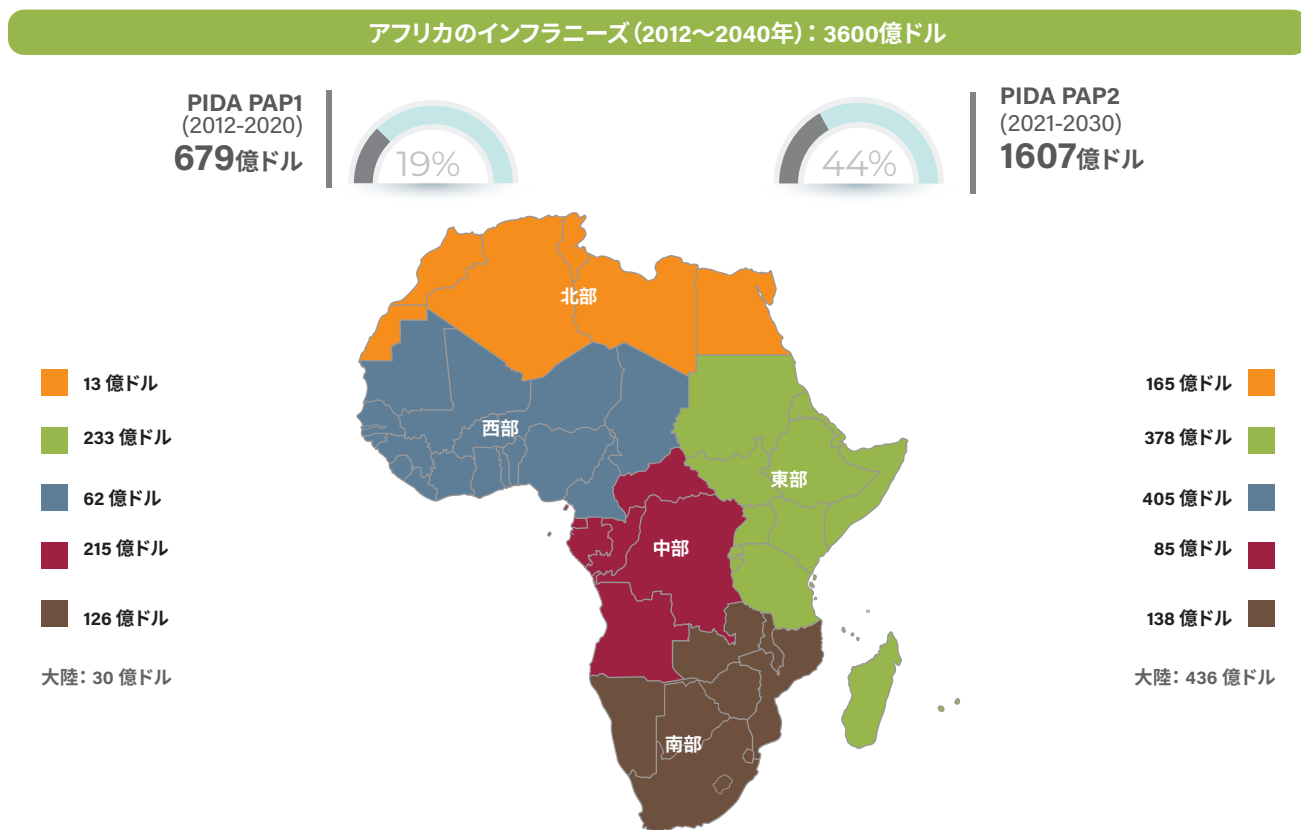 アフリカのインフラニーズ（2012～2040年）：3600億ドル
PIDA PAP1
(2012-2020)
679億ドル
19%
44%
PIDA PAP2
(2021-2030)
1607億ドル
13 億ドル
233 億ドル
62 億ドル
215 億ドル
126 億ドル
大陸：30 億ドル
北部
西部
東部
中部
南部
165 億ドル
378 億ドル
405 億ドル
85 億ドル
138 億ドル
大陸：436 億ドル